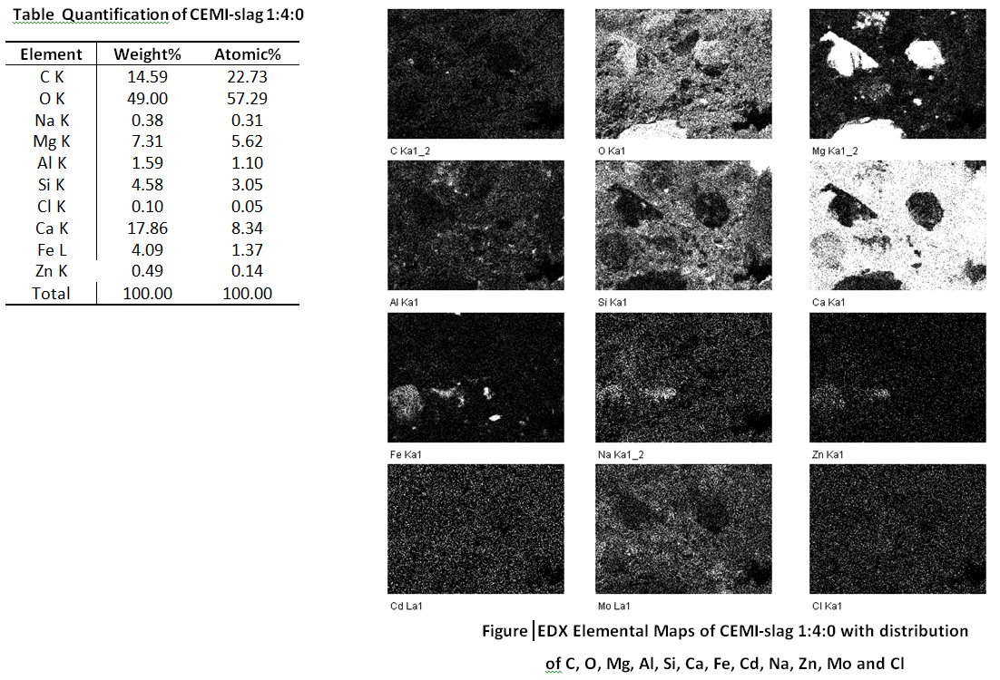 Table Quantification of CEMI-slag 1:4:0
Element Weight% Atomic%
C K 14.59 22.73
O K 49.00 57.29
Na K 0.38 0.31
Mg K 7.31 5.62
Al K 1.59 1.10
Si K 4.58 3.05
Cl K 0.10 0.05
Ca K 17.86 8.34
Fe L 4.09 1.37
Zn K 0.49 0.14
Total 100.00 100.00
C Ka1_2 O Ka1 Mg Ka1_2
Al Ka1 Si Ka1 Ca Ka1
Fe Ka1 Na Ka1_2 Zn Ka1
Cd La1 Mo La1 Cl Ka1
Figure EDX Elemental Maps of CEMI-slag 1:4:0 with distribution
of C, O, Mg, Al, Si, Ca, Fe, Cd, Na, Zn, Mo and Cl